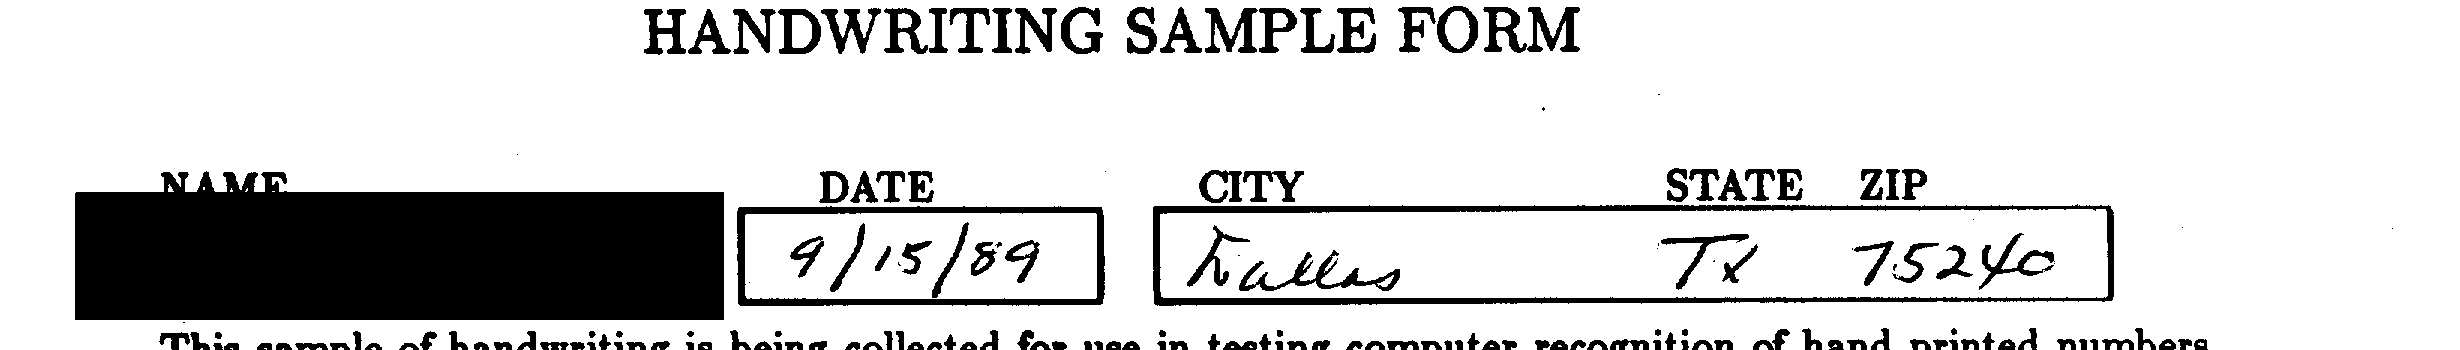 HANDWRITING SAMPLE FORM
NAME DATE CITY STATE ZIP
9/15/89 Dallas Tx 75240
This sample of handwriting is being collected for use in testing computer recognition of hand printed numbers